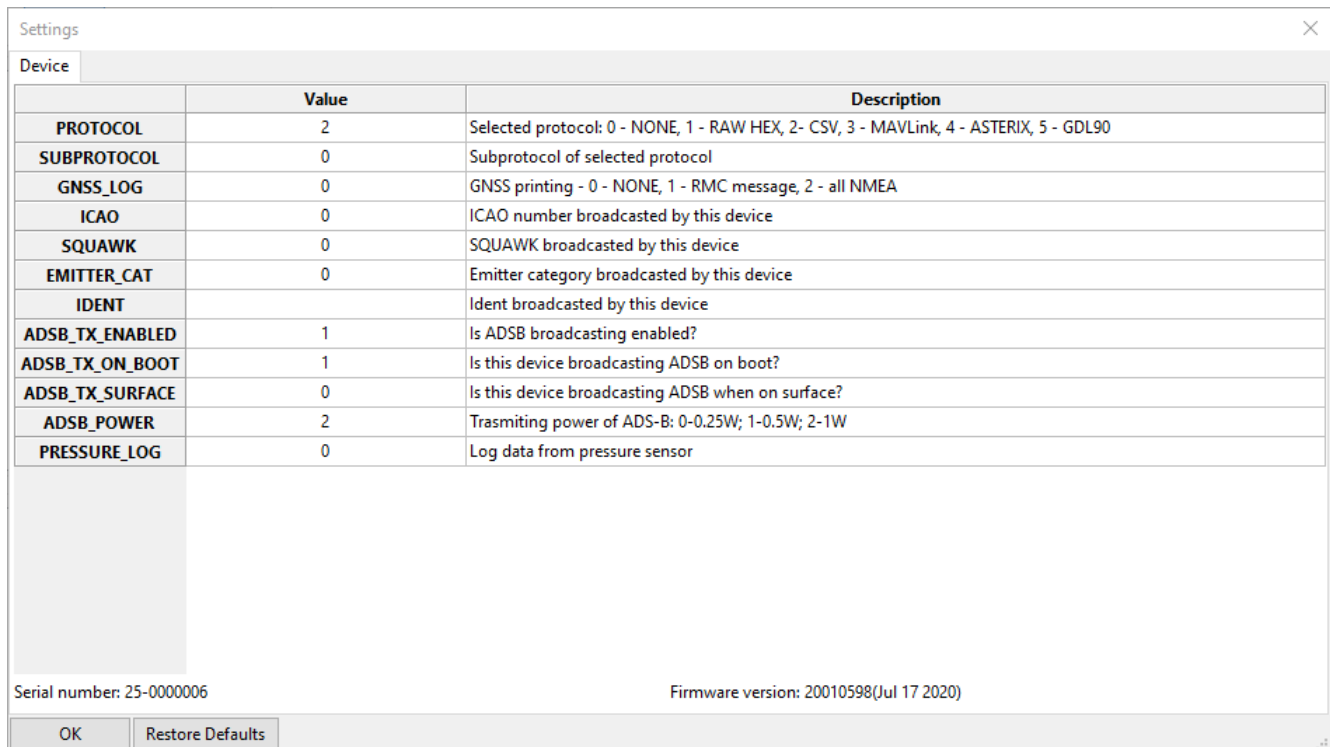 Settings
Device
Value Description
PROTOCOL 2 Selected protocol: 0 - NONE, 1 - RAW HEX, 2- CSV, 3 - MAVLink, 4 - ASTERIX, 5 - GDL90
SUBPROTOCOL 0 Subprotocol of selected protocol
GNSS_LOG 0 GNSS printing - 0 - NONE, 1 - RMC message, 2 - all NMEA
ICAO 0 ICAO number broadcasted by this device
SQUAWK 0 SQUAWK broadcasted by this device
EMITTER_CAT 0 Emitter category broadcasted by this device
IDENT Ident broadcasted by this device
ADSB_TX_ENABLED 1 Is ADSB broadcasting enabled?
ADSB_TX_ON_BOOT 1 Is this device broadcasting ADSB on boot?
ADSB_TX_SURFACE 0 Is this device broadcasting ADSB when on surface?
ADSB_POWER 2 Trasmiting power of ADS-B: 0-0.25W; 1-0.5W; 2-1W
PRESSURE_LOG 0 Log data from pressure sensor
Serial number: 25-0000006 Firmware version: 20010598(Jul 17 2020)
OK Restore Defaults